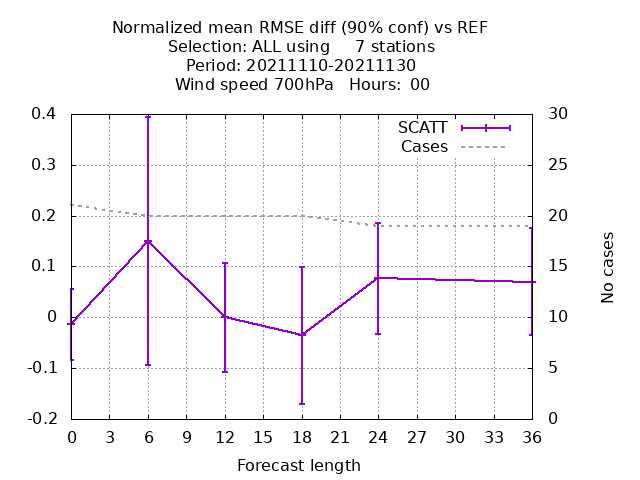 Normalized mean RMSE diff (90% conf) vs REF
Selection: ALL using     7 stations
Period: 20211110-20211130
Wind speed 700hPa   Hours:  00
0.4
0.3
0.2
0.1
0
-0.1
-0.2
30
25
20
15
10
5
0
SCATT
Cases
No cases
0 3 6 9 12 15 18 21 24 27 30 33 36
Forecast length